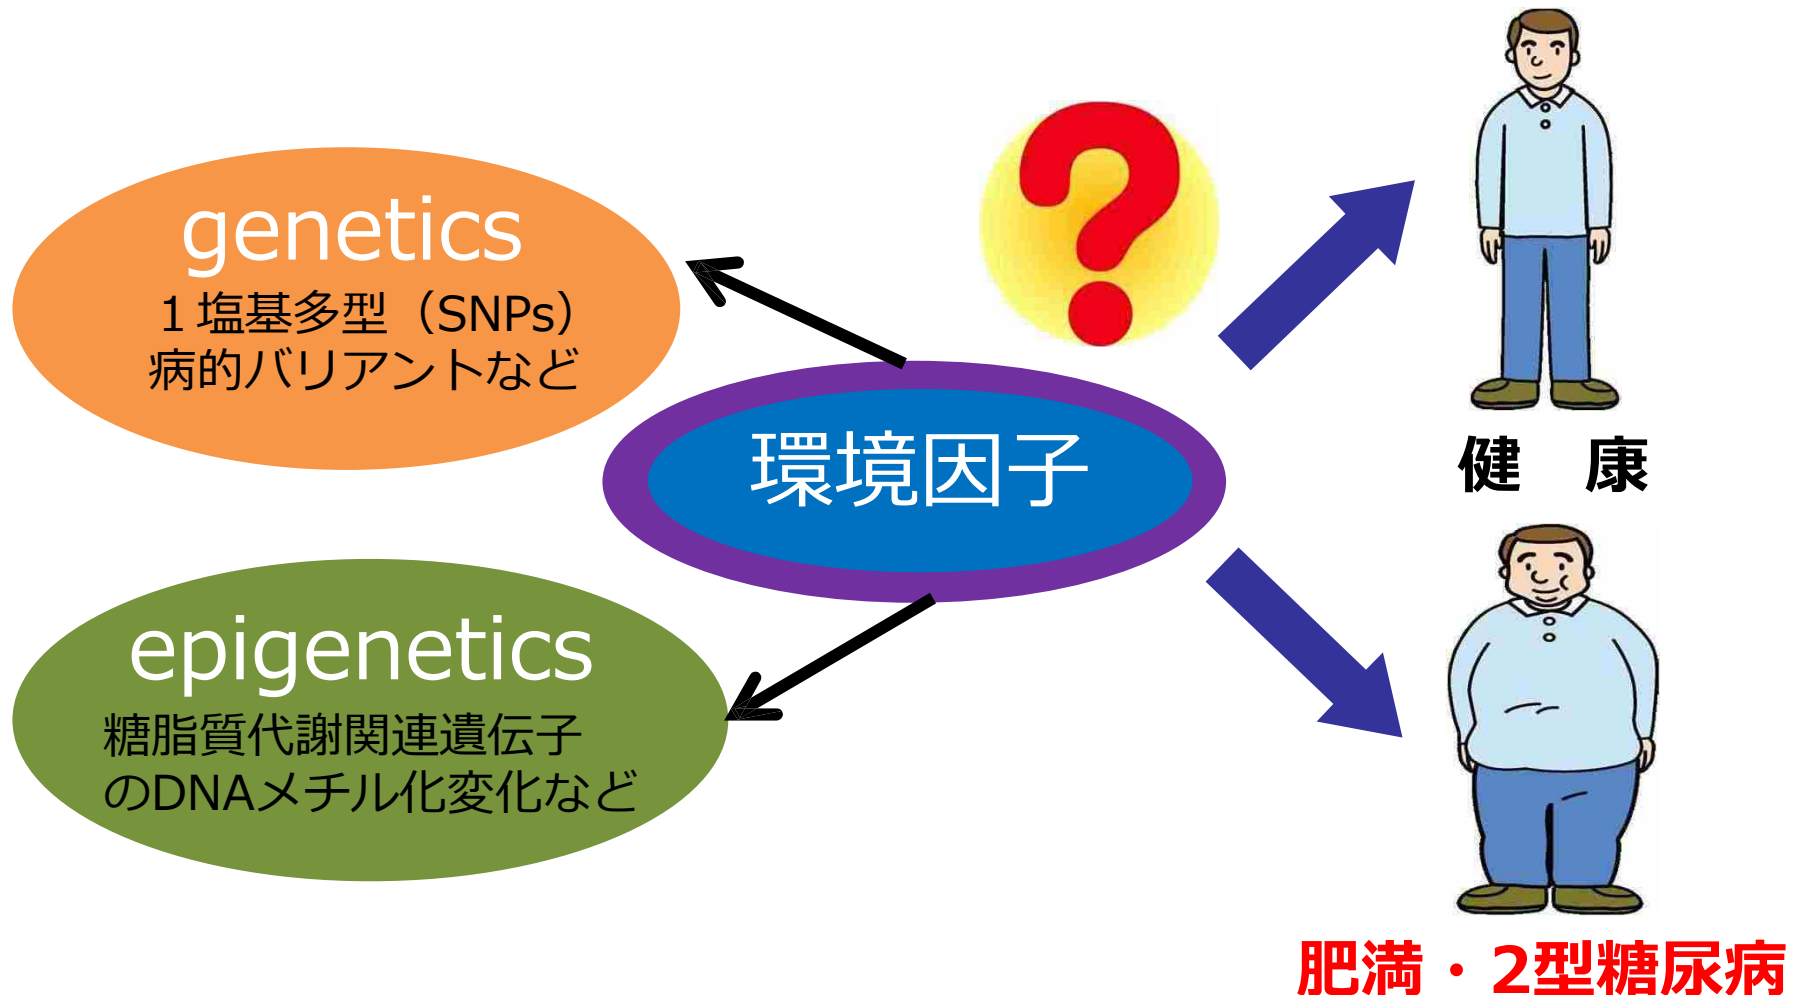 genetics
１塩基多型（SNPs）
病的バリアントなど
環境因子
健　康
epigenetics
糖脂質代謝関連遺伝子
のDNAメチル化変化など
肥満・2型糖尿病